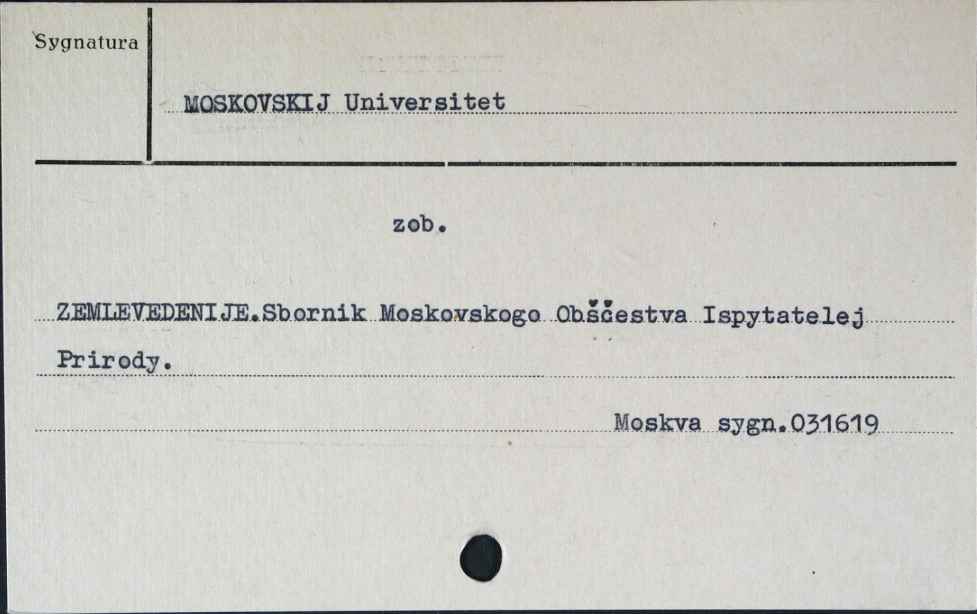 Sygnatura
MOSKOVSKIJ Universitet
zob.
ZEMLEVEDENIJE.Sbornik Moskovskogo Obščestva Ispytatelej
Prirody.
Moskva sygn.031619